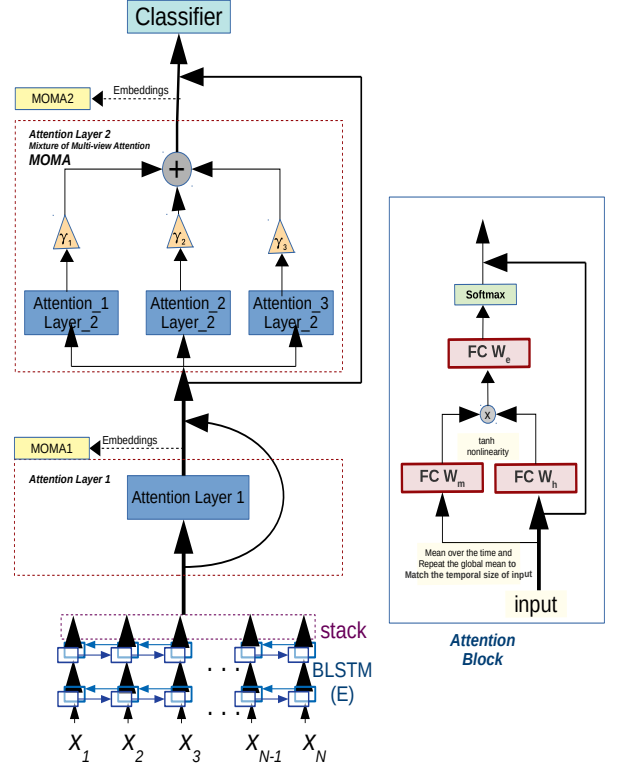 Classifier
MOMA2
Embeddings
Attention Layer 2
Mixture of Multi-view Attention
MOMA
+
γ1
γ2
γ3
Attention_1
Layer_2
Attention_2
Layer_2
Attention_3
Layer_2
MOMA1
Embeddings
Attention Layer 1
Attention Layer 1
stack
. . .
BLSTM
(E)
. . .
X1
X2
X3
XN-1
XN
Softmax
FC We
x
tanh
nonlinearity
FC Wm
FC Wh
Mean over the time and
Repeat the global mean to
Match the temporal size of input
input
Attention
Block